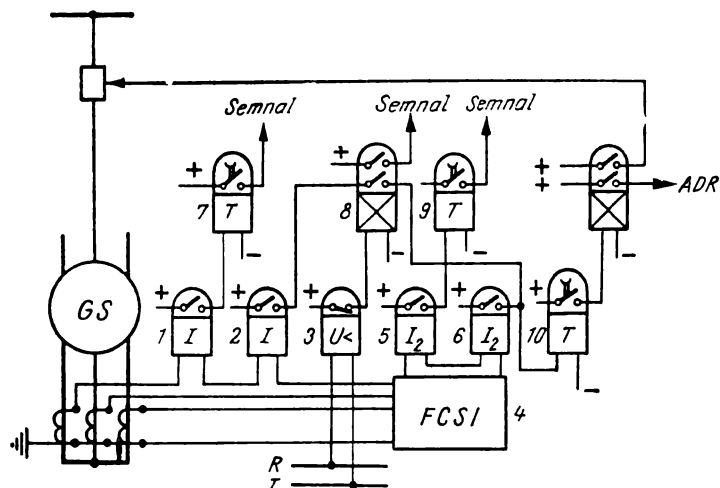 Semnal
Semnal Semnal
+ + +
+ ADR
7 T 8 9 T
- - - -
GS
+ + + + + +
1 I 2 I 3 U< 5 I2 6 I2 10 T
-
FCSI 4
R
T